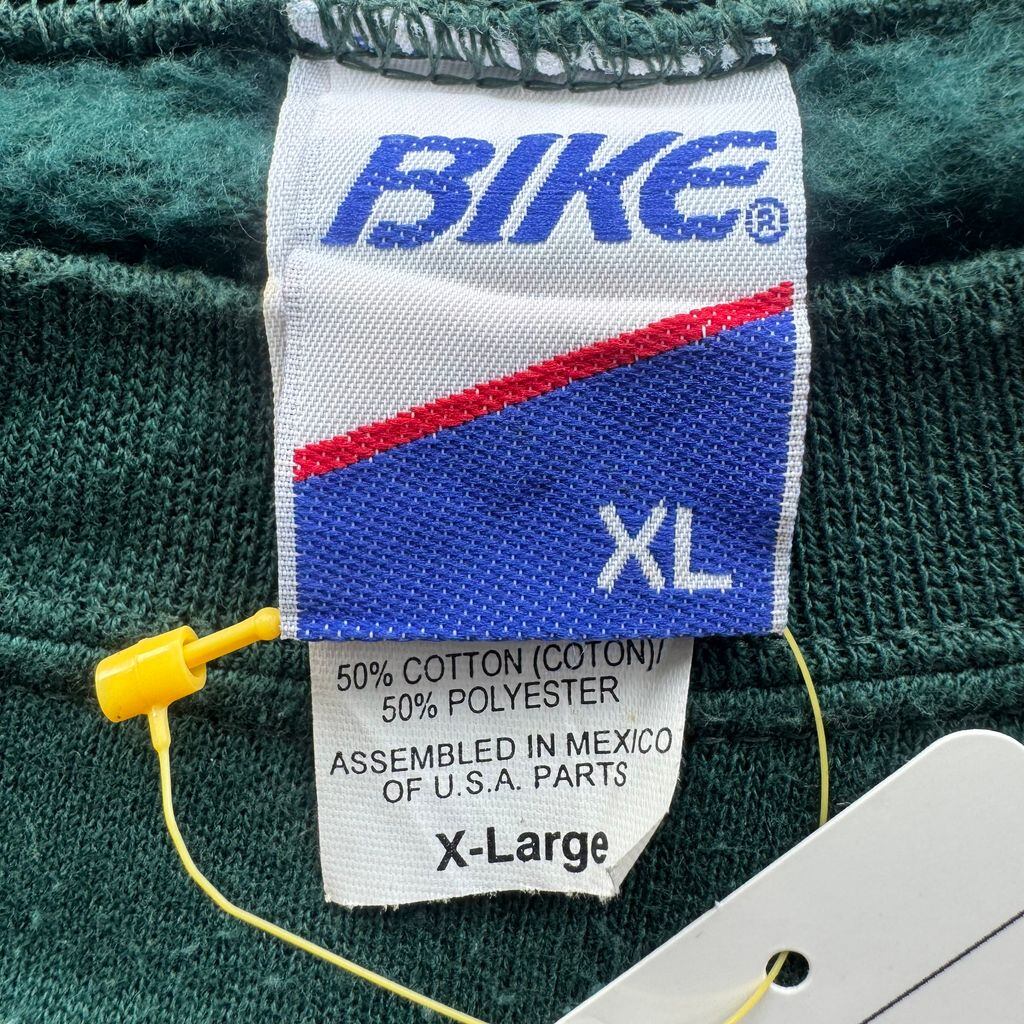 BIKE®
XL
50% COTTON (COTON)/
50% POLYESTER
ASSEMBLED IN MEXICO
OF U.S.A. PARTS
X-Large